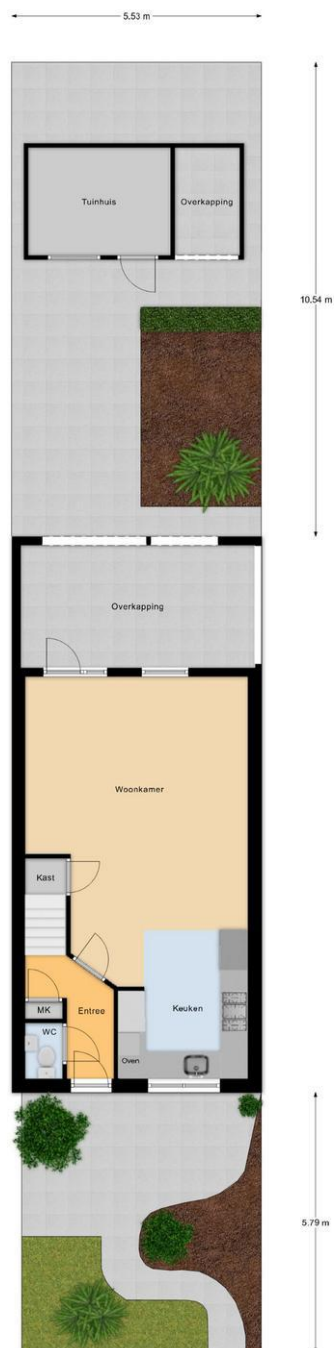 5.53 m
Tuinhuis
Overkapping
10.54 m
Overkapping
Woonkamer
Kast
MK
Entree
Keuken
WC
Oven
5.79 m